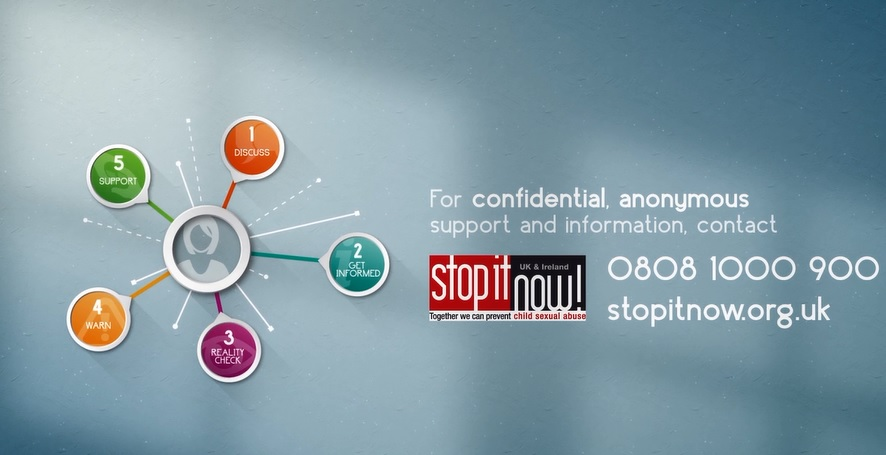 1
DISCUSS
2
GET
INFORMED
3
REALITY
CHECK
4
WARN
5
SUPPORT
For confidential, anonymous
support and information, contact
stop it now!
UK & Ireland
Together we can prevent child sexual abuse
0808 1000 900
stopitnow.org.uk